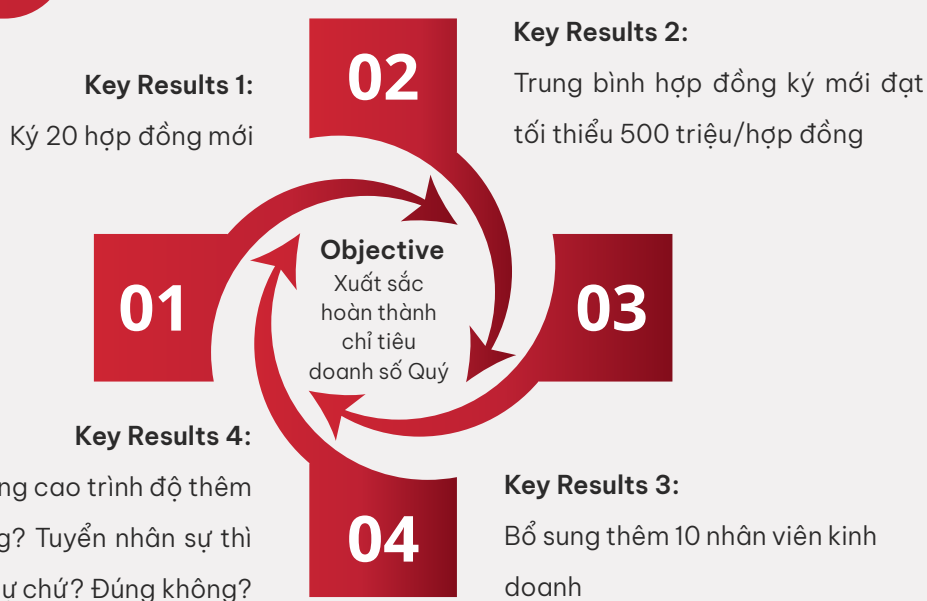 Key Results 1:
Ký 20 hợp đồng mới
02
Key Results 2:
Trung bình hợp đồng ký mới đạt
tối thiểu 500 triệu/hợp đồng
01
Objective
Xuất sắc
hoàn thành
chỉ tiêu
doanh số Quý
03
Key Results 4:
cao trình độ thêm
Tuyển nhân sự thì
chứ? Đúng không?
04
Key Results 3:
Bổ sung thêm 10 nhân viên kinh
doanh